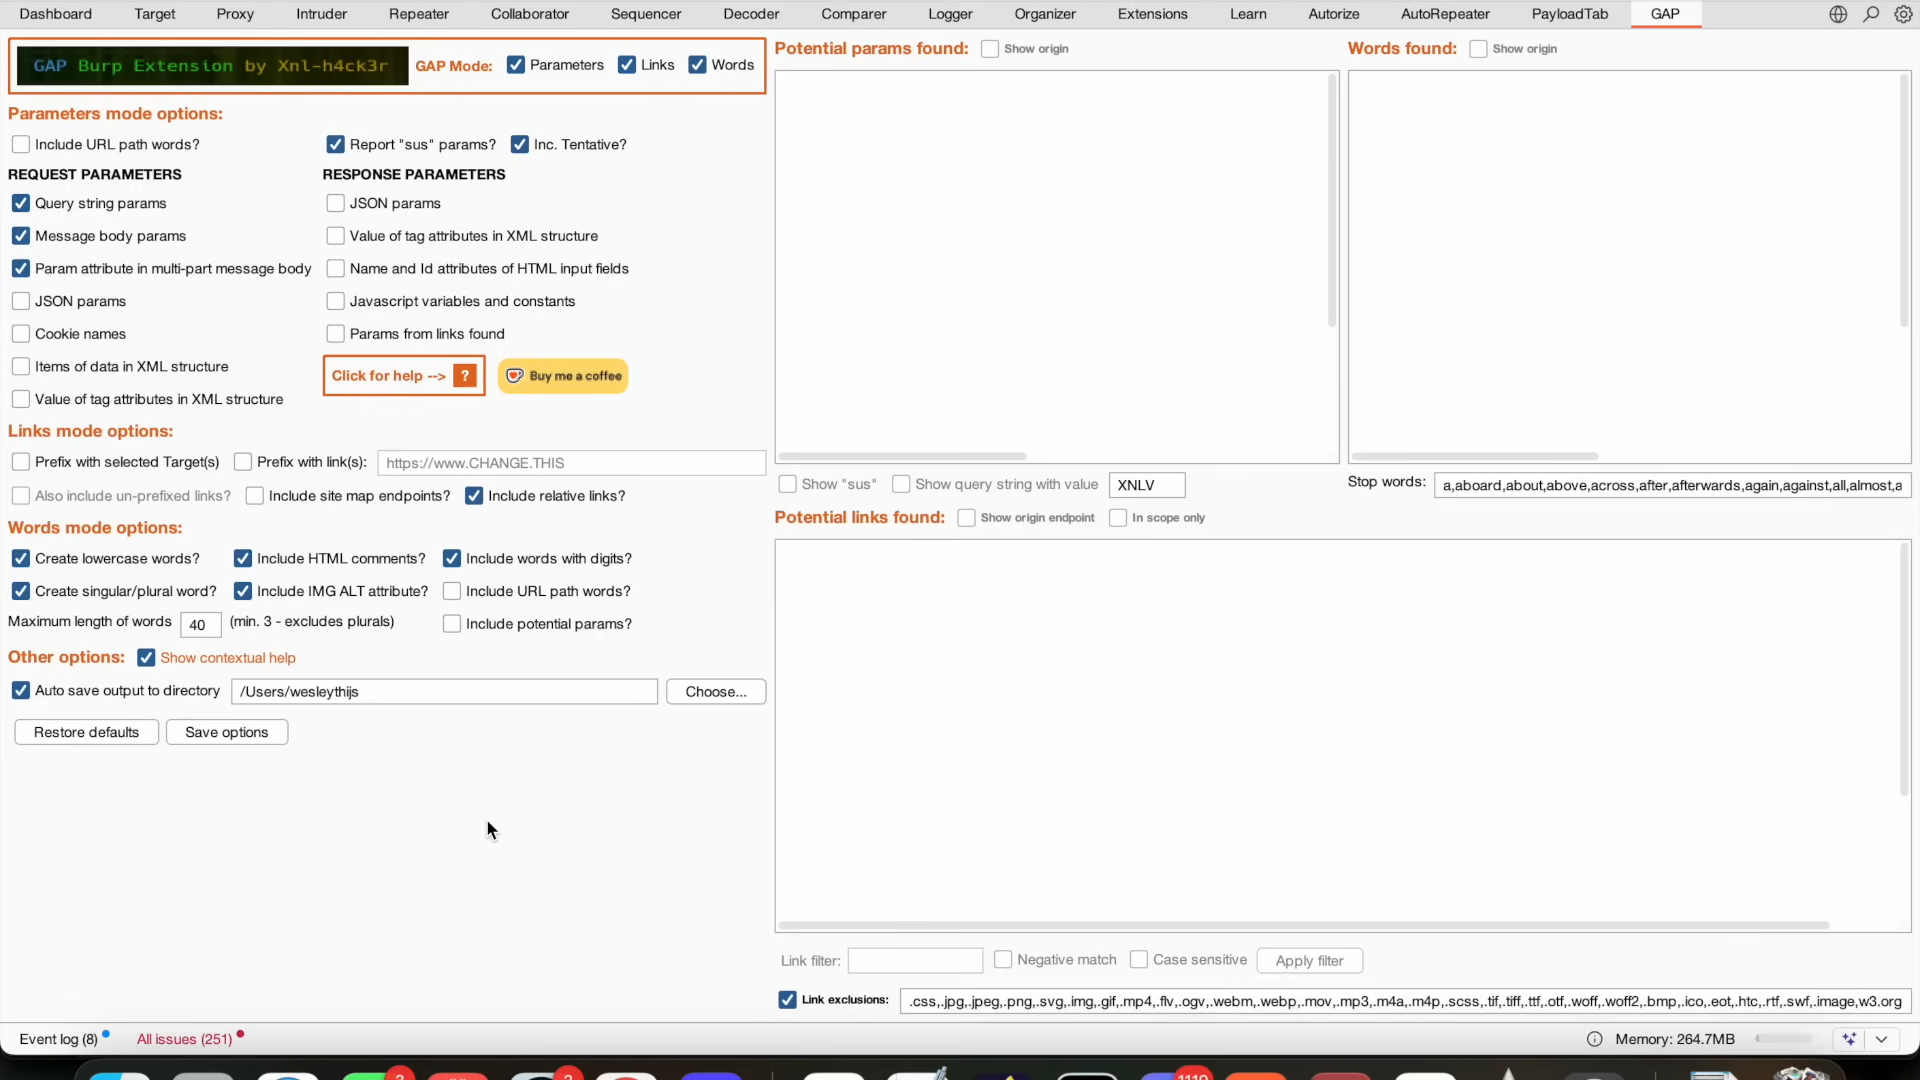 Dashboard Target Proxy Intruder Repeater Collaborator Sequencer Decoder Comparer Logger Organizer Extensions Learn Autorize AutoRepeater PayloadTab GAP
GAP Burp Extension by Xnl-h4ck3r GAP Mode: Parameters Links Words
Parameters mode options:
Include URL path words? Report "sus" params? Inc. Tentative?
REQUEST PARAMETERS RESPONSE PARAMETERS
Query string params JSON params
Message body params Value of tag attributes in XML structure
Param attribute in multi-part message body Name and Id attributes of HTML input fields
JSON params Javascript variables and constants
Cookie names Params from links found
Items of data in XML structure Click for help --> ? Buy me a coffee
Value of tag attributes in XML structure
Links mode options:
Prefix with selected Target(s) Prefix with link(s): https://www.CHANGE.THIS
Also include un-prefixed links? Include site map endpoints? Include relative links?
Words mode options:
Create lowercase words? Include HTML comments? Include words with digits?
Create singular/plural word? Include IMG ALT attribute? Include URL path words?
Maximum length of words 40 (min. 3 - excludes plurals) Include potential params?
Other options: Show contextual help
Auto save output to directory /Users/wesleythijs Choose...
Restore defaults Save options
Potential params found: Show origin Words found: Show origin
Show "sus" Show query string with value XNLV Stop words: a,aboard,about,above,across,after,afterwards,again,against,all,almost,a
Potential links found: Show origin endpoint In scope only
Link filter: Negative match Case sensitive Apply filter
Link exclusions: .css,.jpg,.jpeg,.png,.svg,.img,.gif,.mp4,.flv,.ogv,.webm,.webp,.mov,.mp3,.m4a,.m4p,.scss,.tif,.tiff,.ttf,.otf,.woff,.woff2,.bmp,.ico,.eot,.htc,.rtf,.swf,.image,w3.org
Event log (8) All issues (251) Memory: 264.7MB